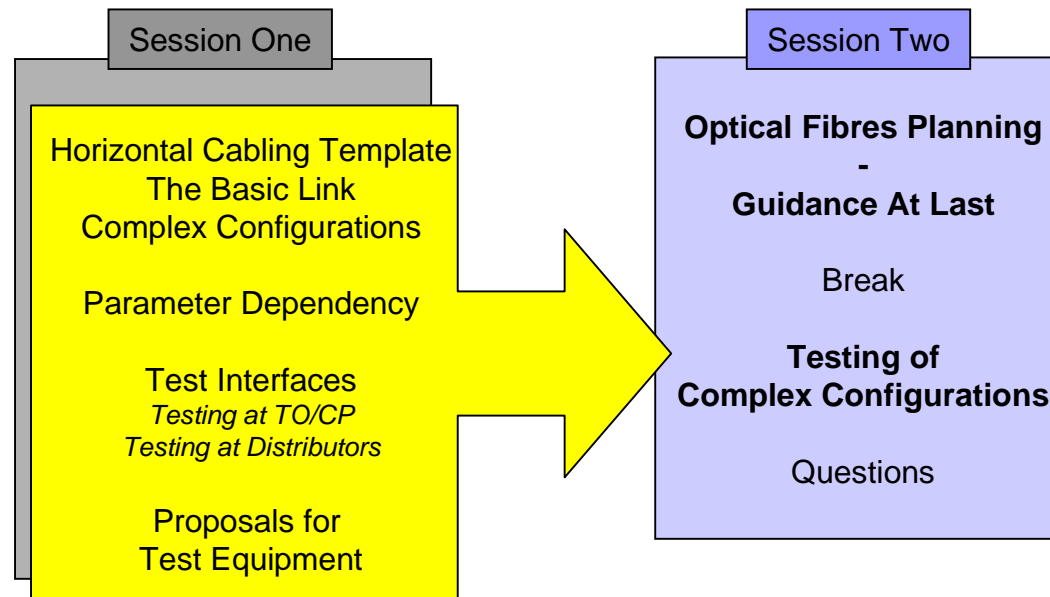 Session One
Horizontal Cabling Template
The Basic Link
Complex Configurations
Parameter Dependency
Test Interfaces
Testing at TO/CP
Testing at Distributors
Proposals for
Test Equipment
Session Two
Optical Fibres Planning
-
Guidance At Last
Break
Testing of
Complex Configurations
Questions